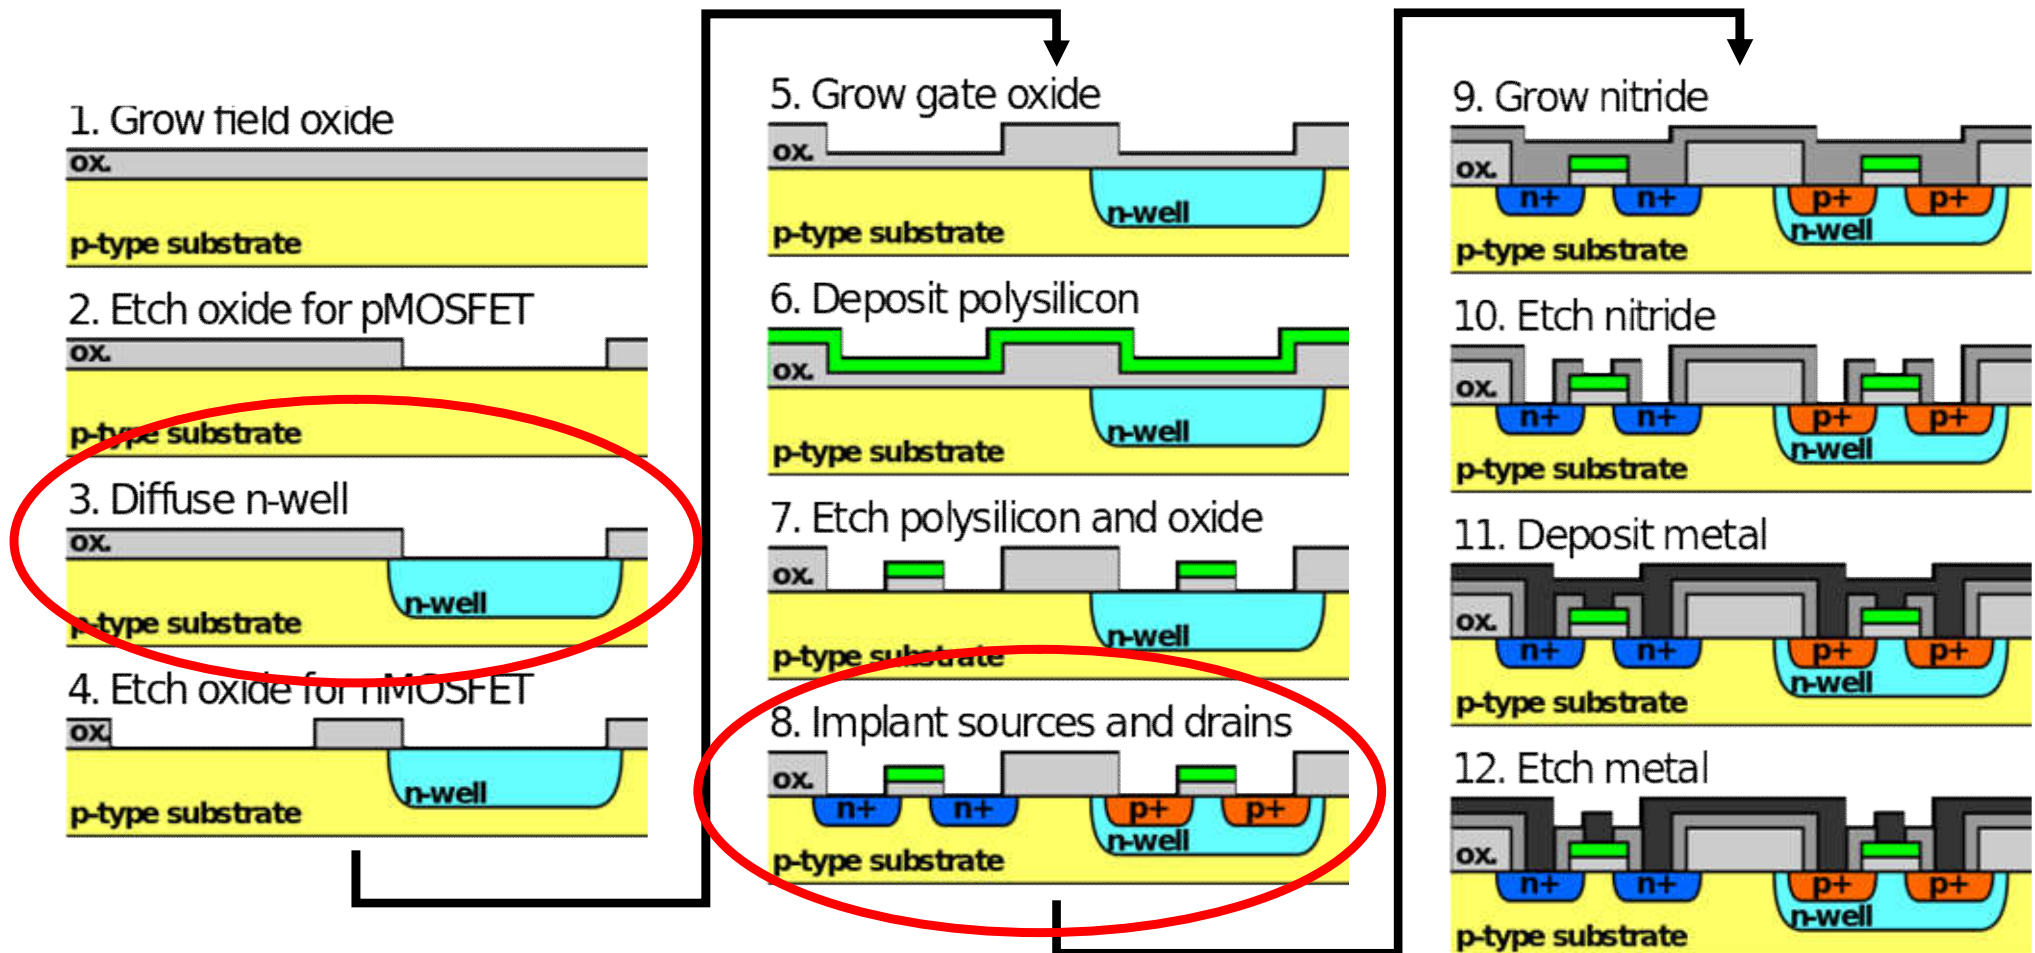 1. Grow field oxide
ox.
p-type substrate
2. Etch oxide for pMOSFET
ox.
p-type substrate
3. Diffuse n-well
ox.
n-well
p-type substrate
4. Etch oxide for nMOSFET
ox.
n-well
p-type substrate
5. Grow gate oxide
ox.
n-well
p-type substrate
6. Deposit polysilicon
ox.
n-well
p-type substrate
7. Etch polysilicon and oxide
ox.
n-well
p-type substrate
8. Implant sources and drains
ox.
n+ n+ p+ p+
n-well
p-type substrate
9. Grow nitride
ox.
n+ n+ p+ p+
n-well
p-type substrate
10. Etch nitride
ox.
n+ n+ p+ p+
n-well
p-type substrate
11. Deposit metal
ox.
n+ n+ p+ p+
n-well
p-type substrate
12. Etch metal
ox.
n+ n+ p+ p+
n-well
p-type substrate